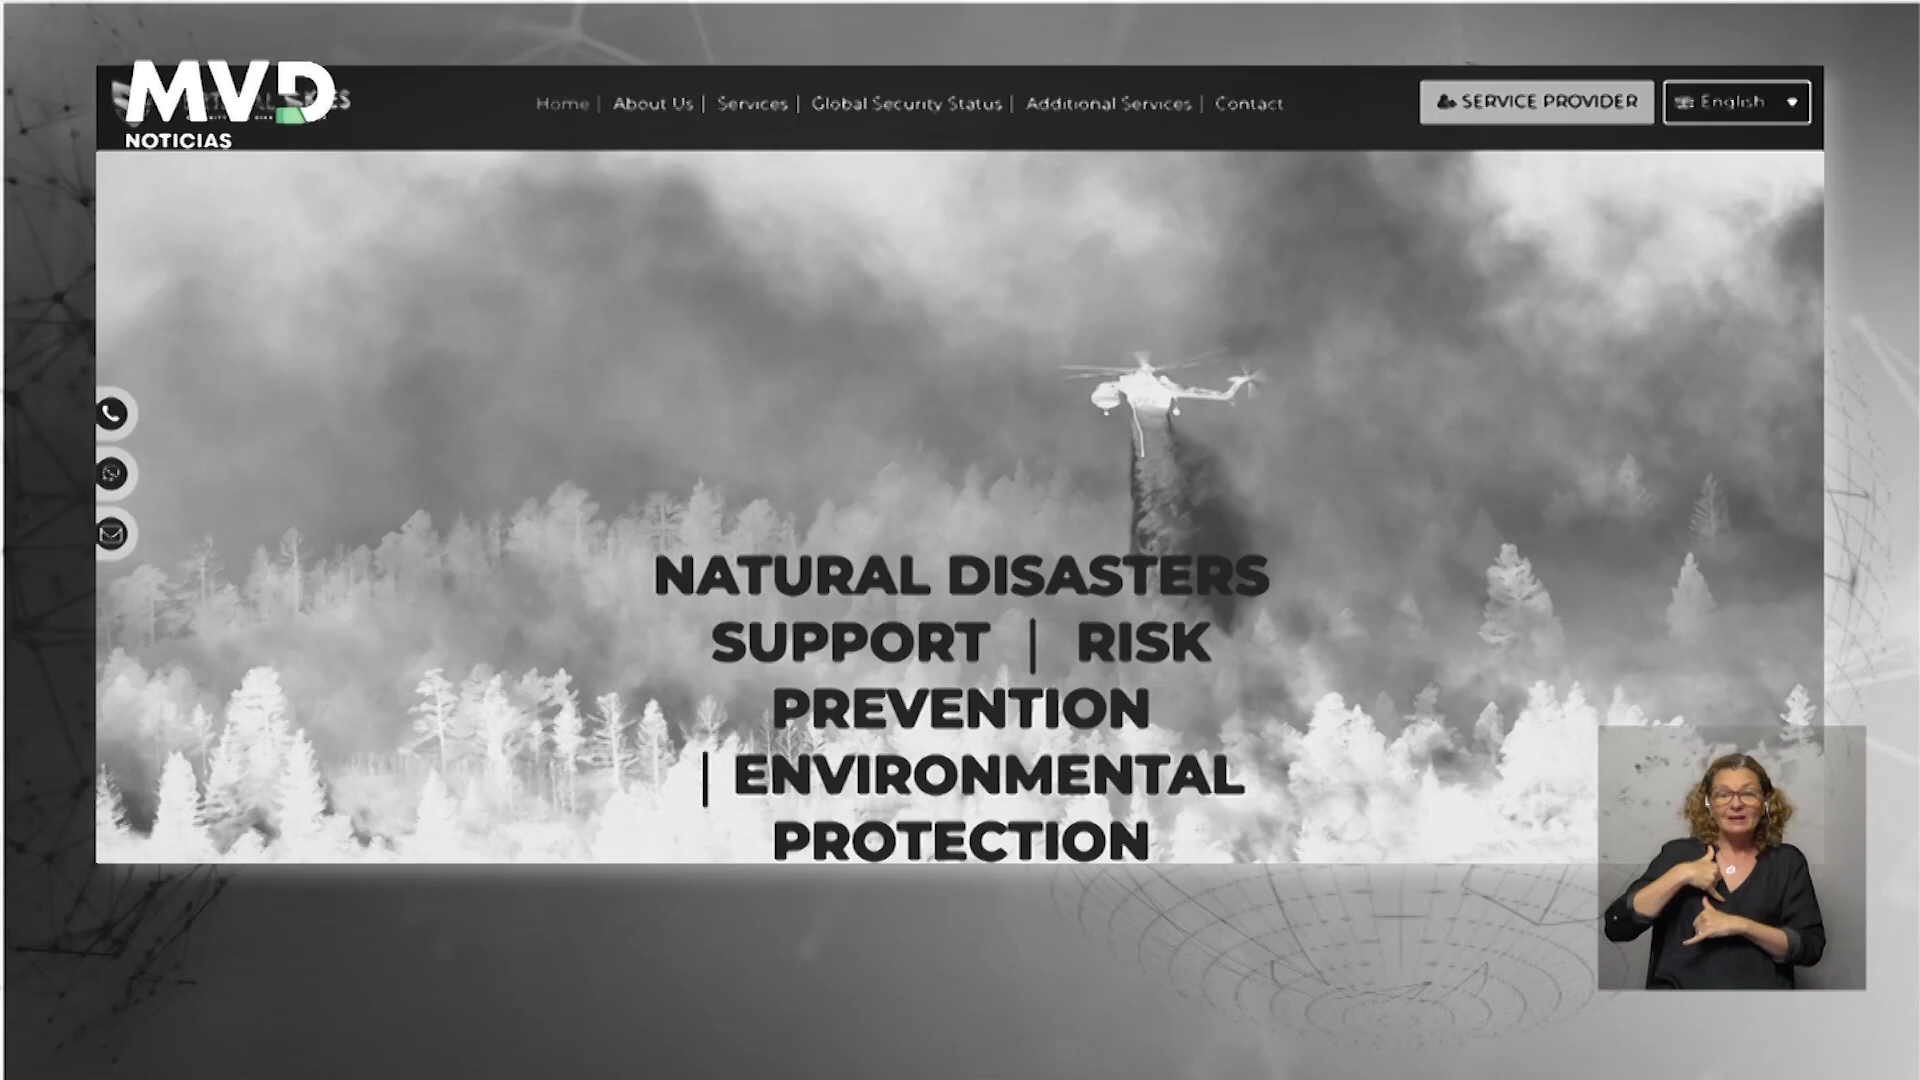 MVD
NOTICIAS
Home | About Us | Services | Global Security Status | Additional Services | Contact
SERVICE PROVIDER
English
NATURAL DISASTERS
SUPPORT | RISK
PREVENTION
| ENVIRONMENTAL
PROTECTION